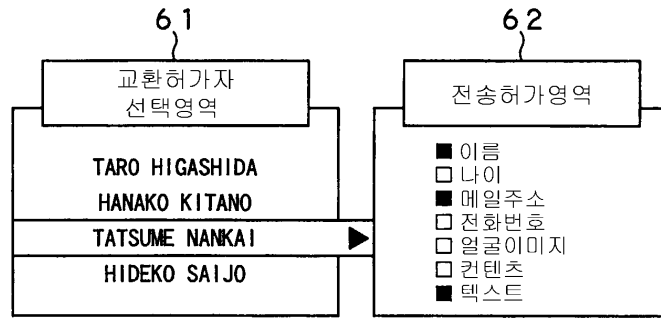 61
교환허가자
선택영역
TARO HIGASHIDA
HANAKO KITANO
TATSUME NANKAI
HIDEKO SAIJO
62
전송허가영역
이름
나이
메일주소
전화번호
얼굴이미지
컨텐츠
텍스트